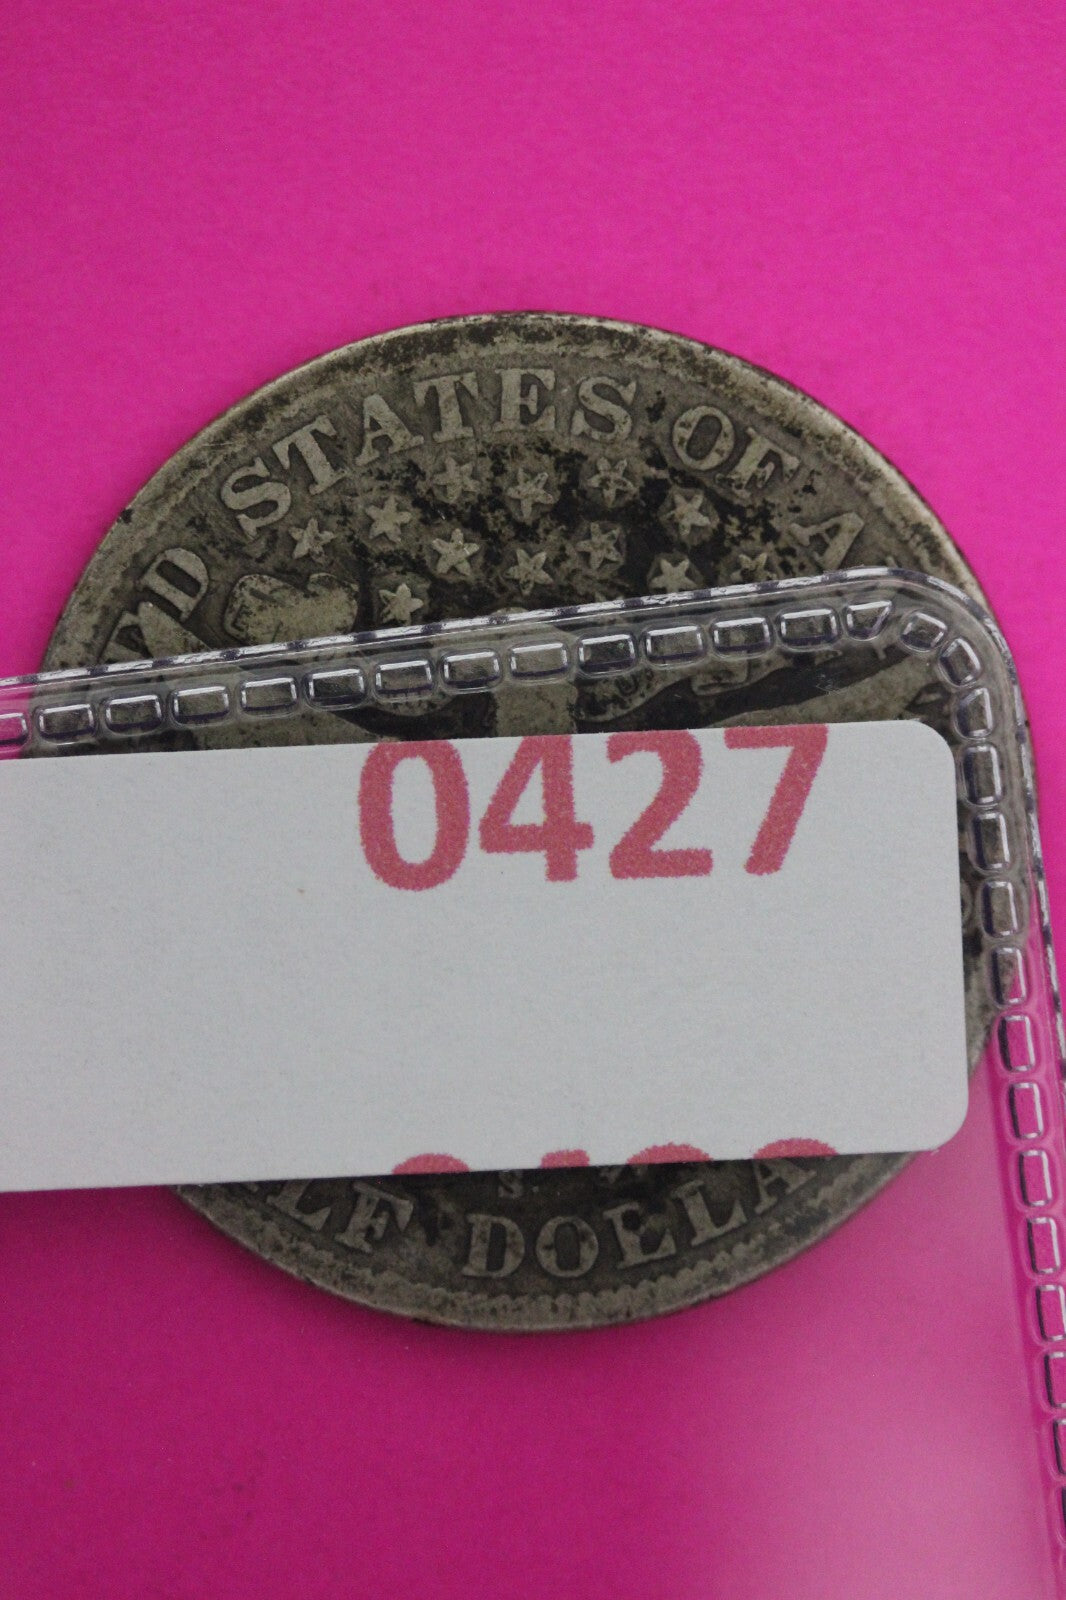 STATES OF A
0427
S
LF DOLLA